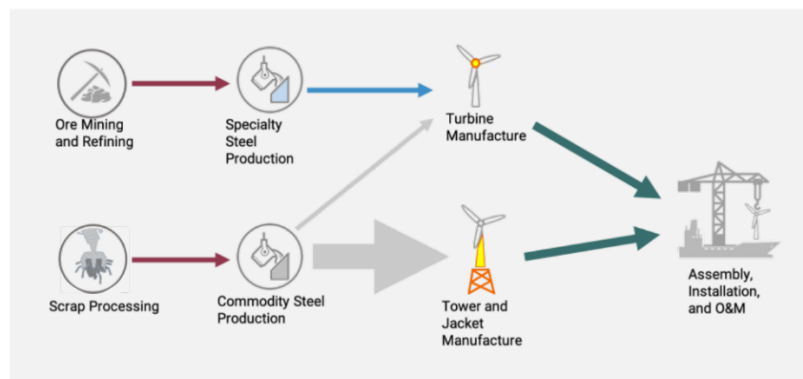 Ore Mining
and Refining
Specialty
Steel
Production
Turbine
Manufacture
Scrap Processing
Commodity Steel
Production
Tower and
Jacket
Manufacture
Assembly,
Installation,
and O&M